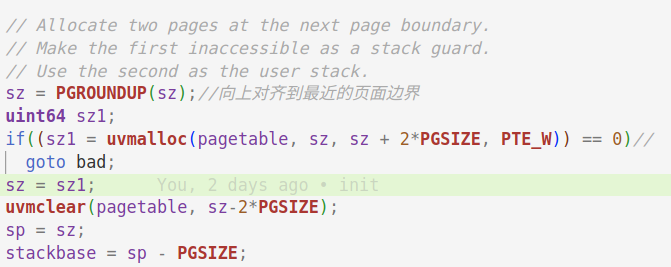 // Allocate two pages at the next page boundary.
// Make the first inaccessible as a stack guard.
// Use the second as the user stack.
sz = PGROUNDUP(sz);//向上对齐到最近的页面边界
uint64 sz1;
if((sz1 = uvmalloc(pagetable, sz, sz + 2*PGSIZE, PTE_W)) == 0)//
  goto bad;
sz = sz1;      You, 2 days ago • init
uvmclear(pagetable, sz-2*PGSIZE);
sp = sz;
stackbase = sp - PGSIZE;